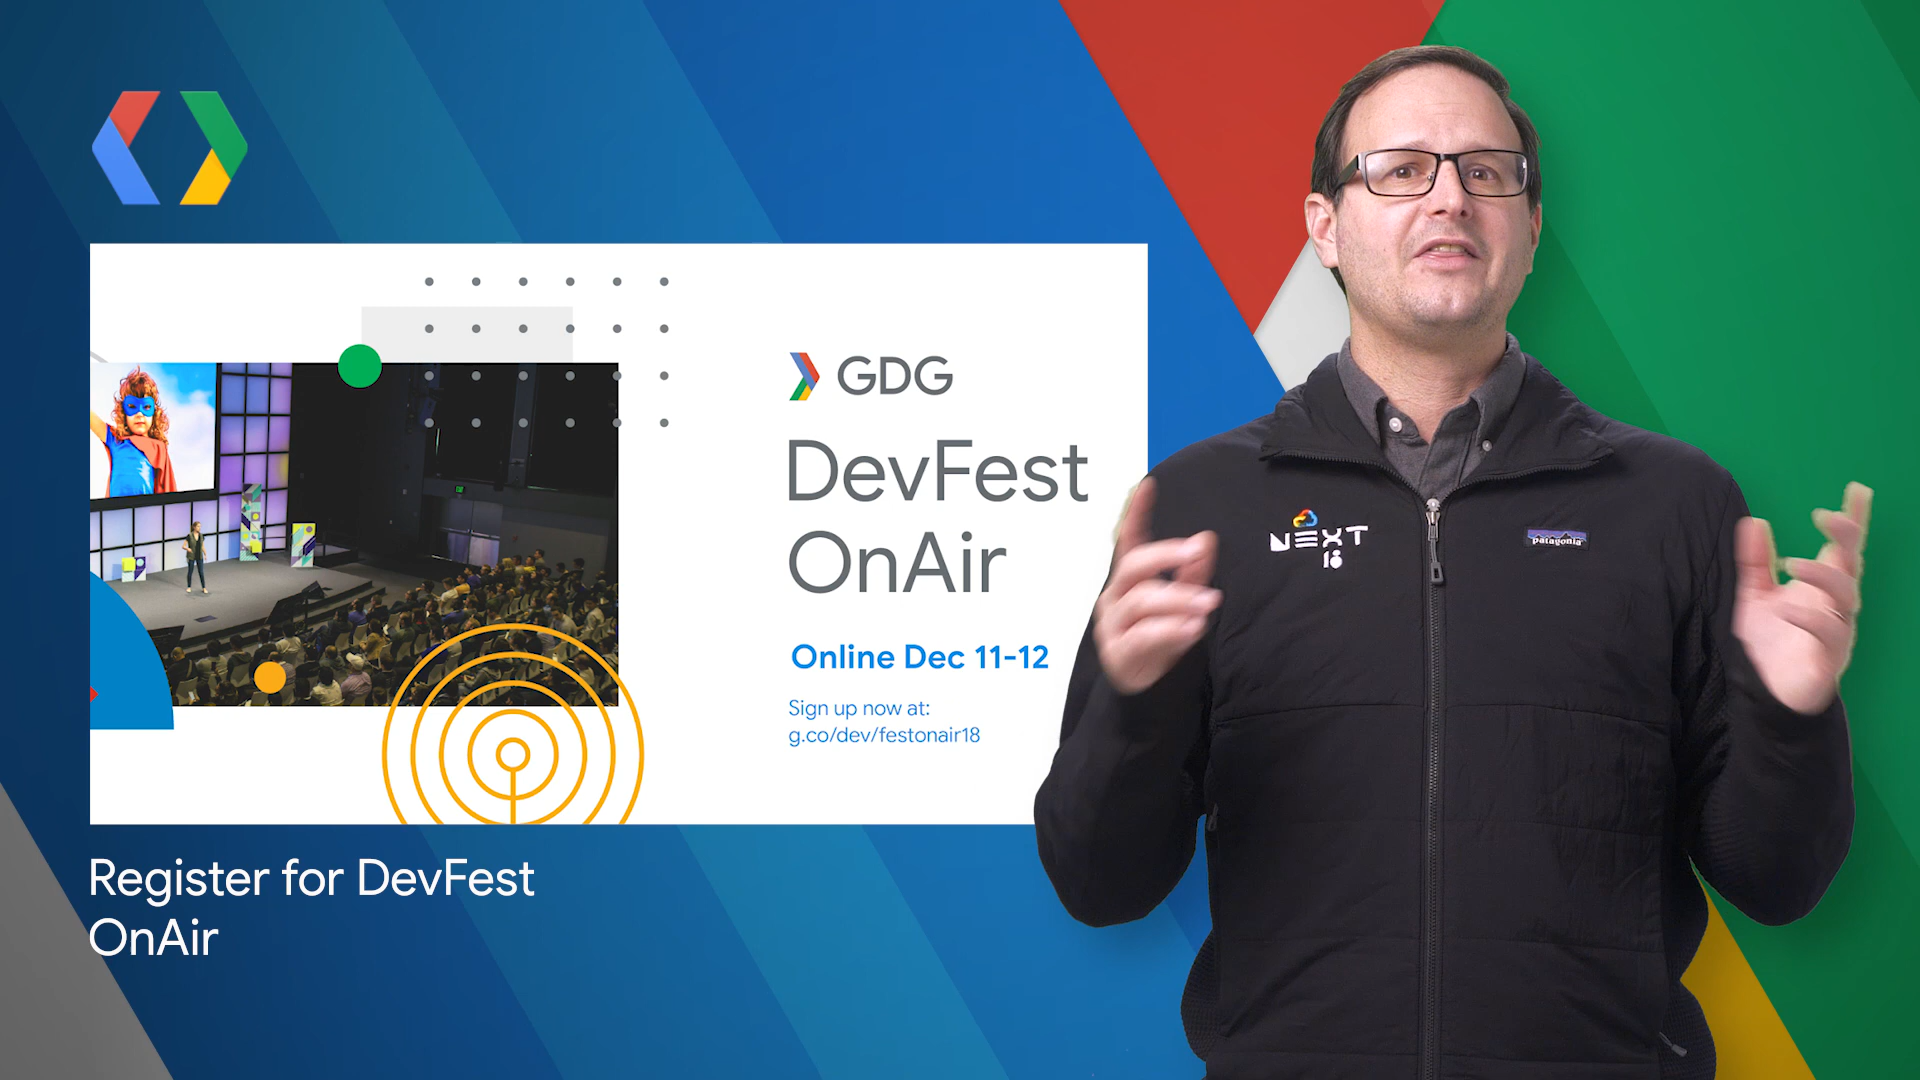 GDG
DevFest
OnAir
Online Dec 11-12
Sign up now at:
g.co/dev/festonair18
Register for DevFest
OnAir
NEXT
18
patagonia